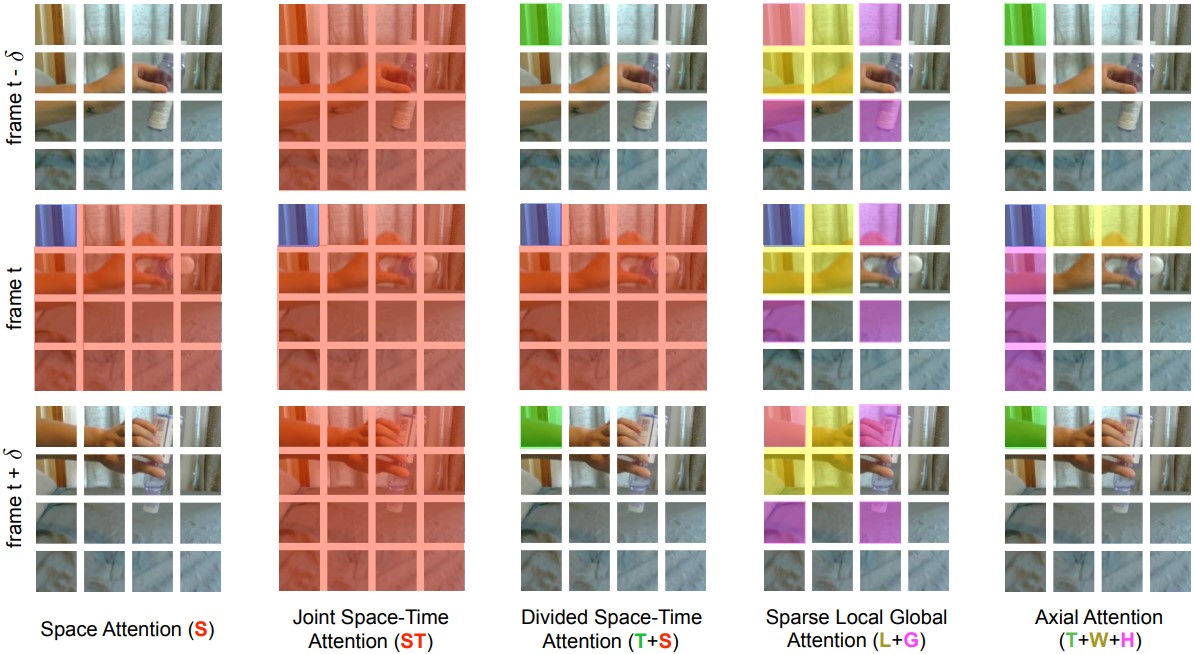 frame t - δ
frame t
frame t + δ
Space Attention (S)
Joint Space-Time
Attention (ST)
Divided Space-Time
Attention (T+S)
Sparse Local Global
Attention (L+G)
Axial Attention
(T+W+H)